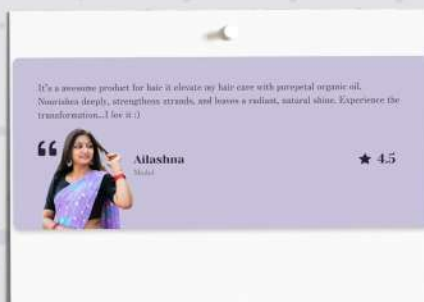 It's a awesome product for hair it elevate my hair care with purepetal organic oil.
Nourishes deeply, strengthens strands, and leaves a radiant, natural shine. Experience the
transformation...I lov it :)
“
Ailashna
Model
★ 4.5